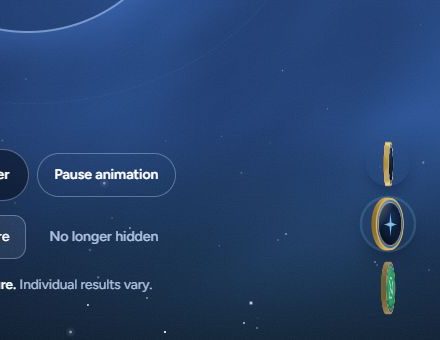 er Pause animation
re No longer hidden
re. Individual results vary.